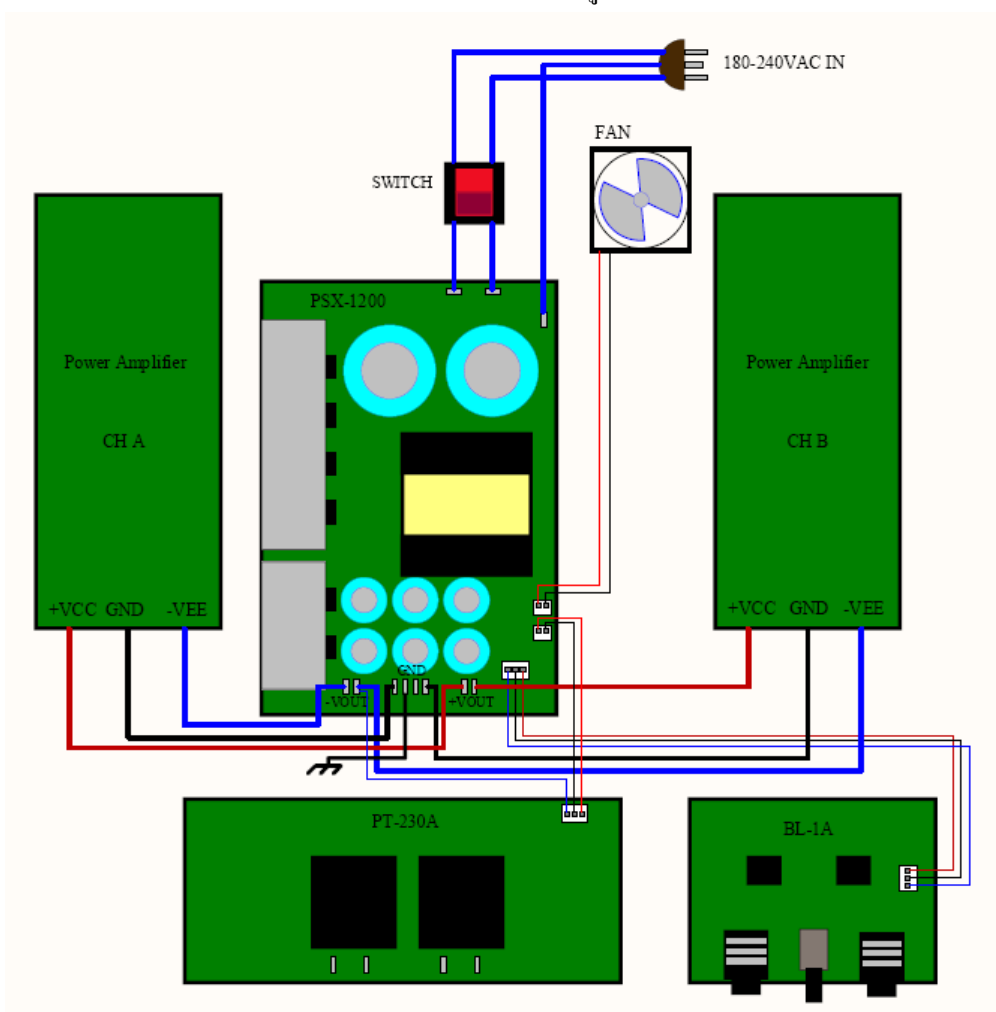 180-240VAC IN
FAN
SWITCH
PSX-1200
Power Amplifier
CH A
Power Amplifier
CH B
+VCC GND -VEE
+VCC GND -VEE
GND
-VOUT
+VOUT
PT-230A
BL-1A